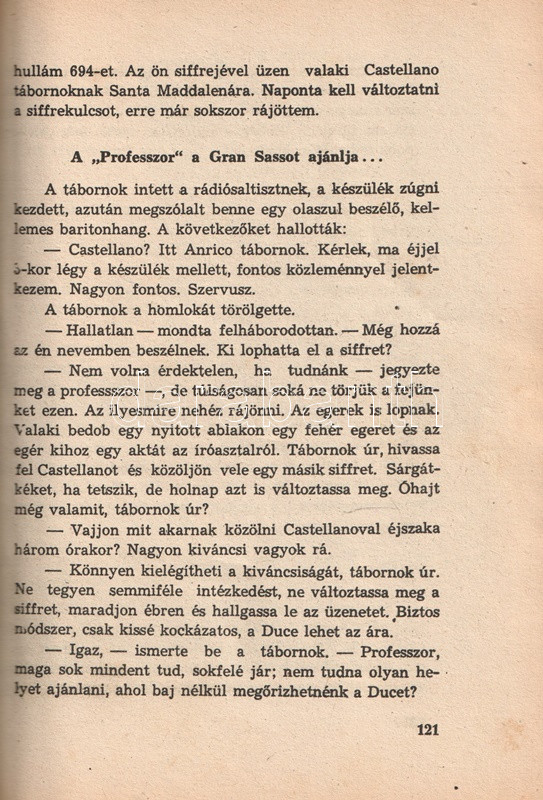 hullám 694-et. Az ön siffrejével üzen valaki Castellano
tábornoknak Santa Maddalenára. Naponta kell változtatni
a siffrekulcsot, erre már sokszor rájöttem.
A „Professzor“ a Gran Sassot ajánlja...
A tábornok intett a rádiósaltisztnek, a készülék zúgni
kezdett, azután megszólalt benne egy olaszul beszélő, kel-
lemes baritonhang. A következőket hallották:
— Castellano? Itt Anrico tábornok. Kérlek, ma éjjel
3-kor légy a készülék mellett, fontos közleménnyel jelent-
kezem. Nagyon fontos. Szervusz.
A tábornok a homlokát törölgette.
— Hallatlan — mondta felháborodottan. — Még hozzá
az én nevemben beszélnek. Ki lophatta el a siffret?
— Nem volna érdektelen, ha tudnánk — jegyezte
meg a professzor —, de túlságosan soká ne törjük a fejün-
ket ezen. Az ilyesmire nehéz rájönni. Az egerek is lopnak.
Valaki bedob egy nyitott ablakon egy fehér egeret és az
egér kihoz egy aktát az íróasztalról. Tábornok úr, hivassa
fel Castellanot és közöljön vele egy másik siffret. Sárgát-
kéket, ha tetszik, de holnap azt is változtassa meg. Óhajt
még valamit, tábornok úr?
— Vajjon mit akarnak közölni Castellanoval éjszaka
három órakor? Nagyon kiváncsi vagyok rá.
— Könnyen kielégítheti a kiváncsiságát, tábornok úr.
Ne tegyen semmiféle intézkedést, ne változtassa meg a
siffret, maradjon ébren és hallgassa le az üzenetet. Biztos
módszer, csak kissé kockázatos, a Duce lehet az ára.
— Igaz, — ismerte be a tábornok. — Professzor,
maga sok mindent tud, sokfelé jár; nem tudna olyan he-
lyet ajánlani, ahol baj nélkül megőrizhetnénk a Ducet?
121